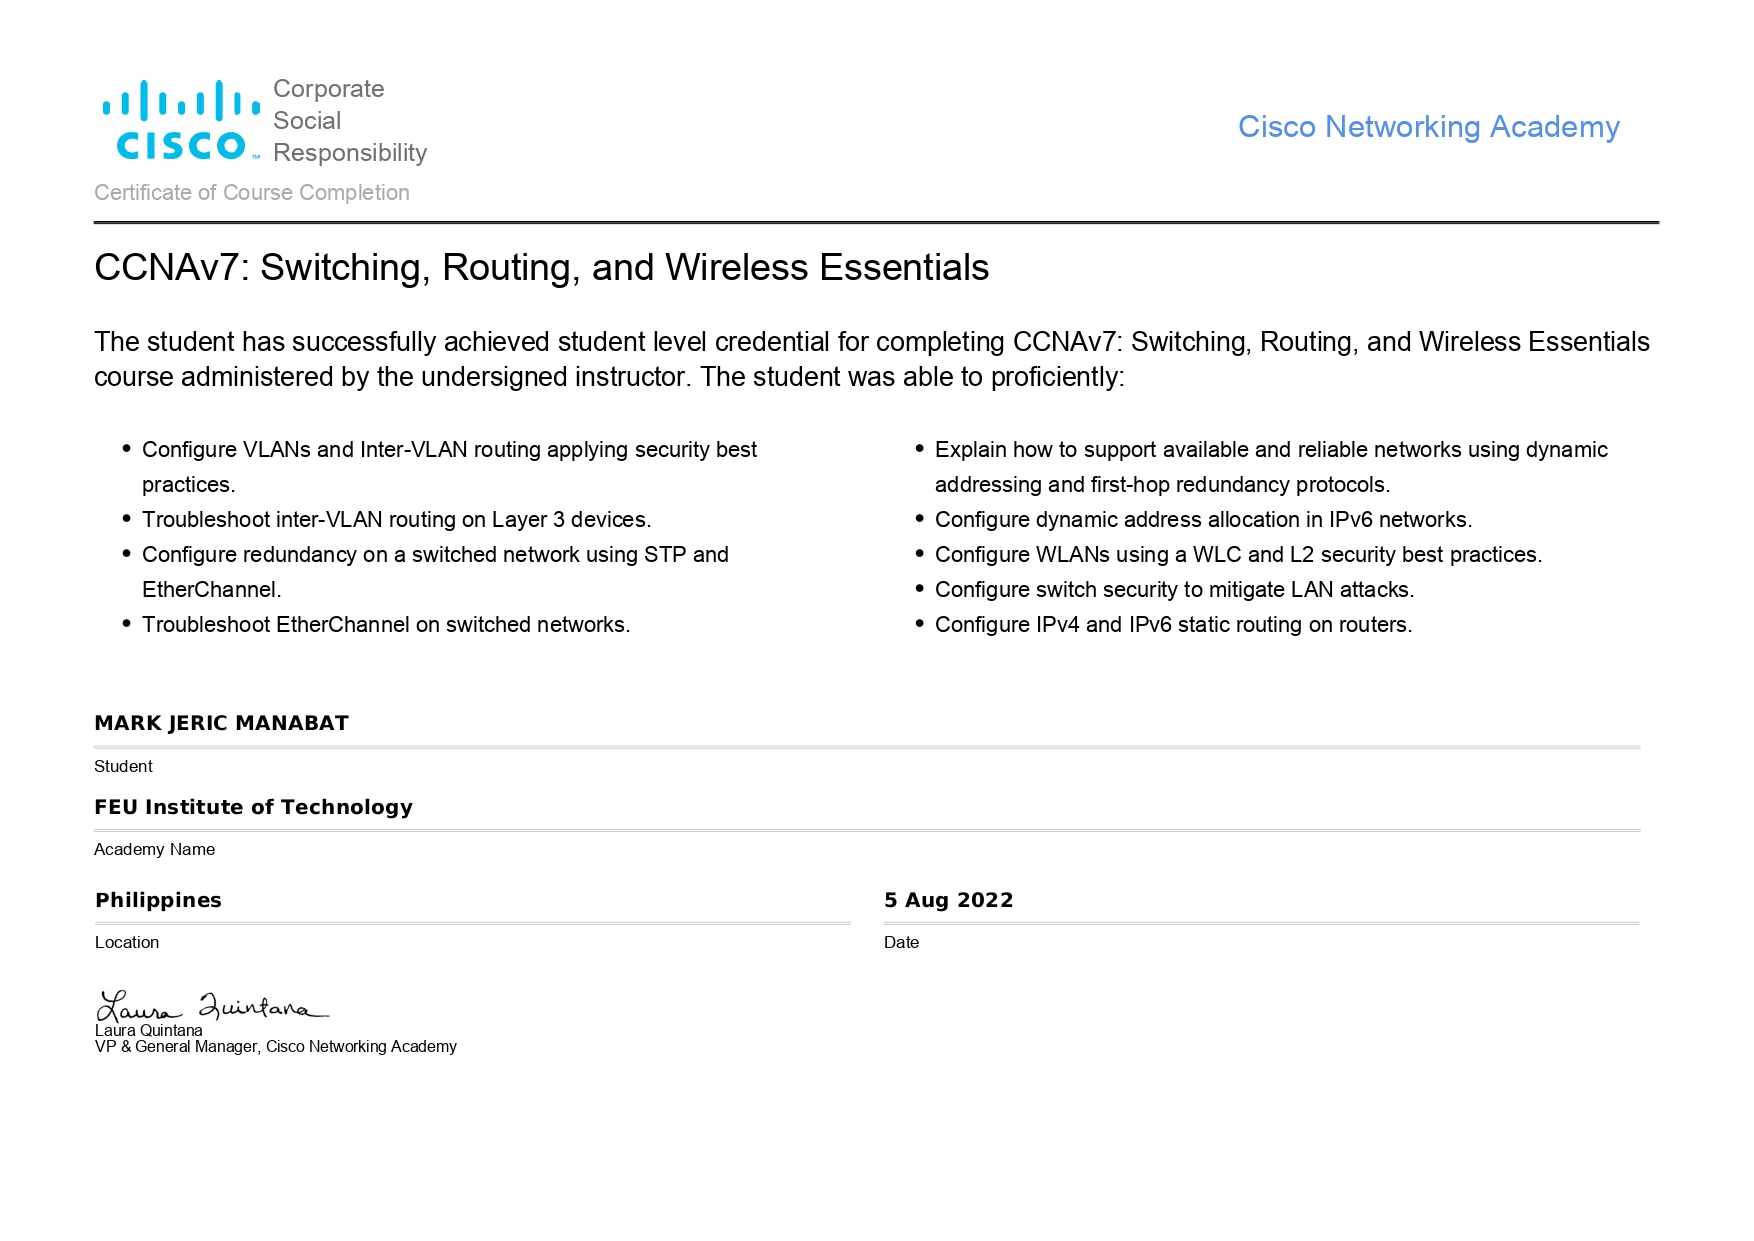 CISCO
™
Corporate
Social
Responsibility
Cisco Networking Academy
Certificate of Course Completion
CCNAv7: Switching, Routing, and Wireless Essentials
The student has successfully achieved student level credential for completing CCNAv7: Switching, Routing, and Wireless Essentials
course administered by the undersigned instructor. The student was able to proficiently:
• Configure VLANs and Inter-VLAN routing applying security best
practices.
• Troubleshoot inter-VLAN routing on Layer 3 devices.
• Configure redundancy on a switched network using STP and
EtherChannel.
• Troubleshoot EtherChannel on switched networks.
• Explain how to support available and reliable networks using dynamic
addressing and first-hop redundancy protocols.
• Configure dynamic address allocation in IPv6 networks.
• Configure WLANs using a WLC and L2 security best practices.
• Configure switch security to mitigate LAN attacks.
• Configure IPv4 and IPv6 static routing on routers.
MARK JERIC MANABAT
Student
FEU Institute of Technology
Academy Name
Philippines
Location
5 Aug 2022
Date
Laura Quintana
Laura Quintana
VP & General Manager, Cisco Networking Academy